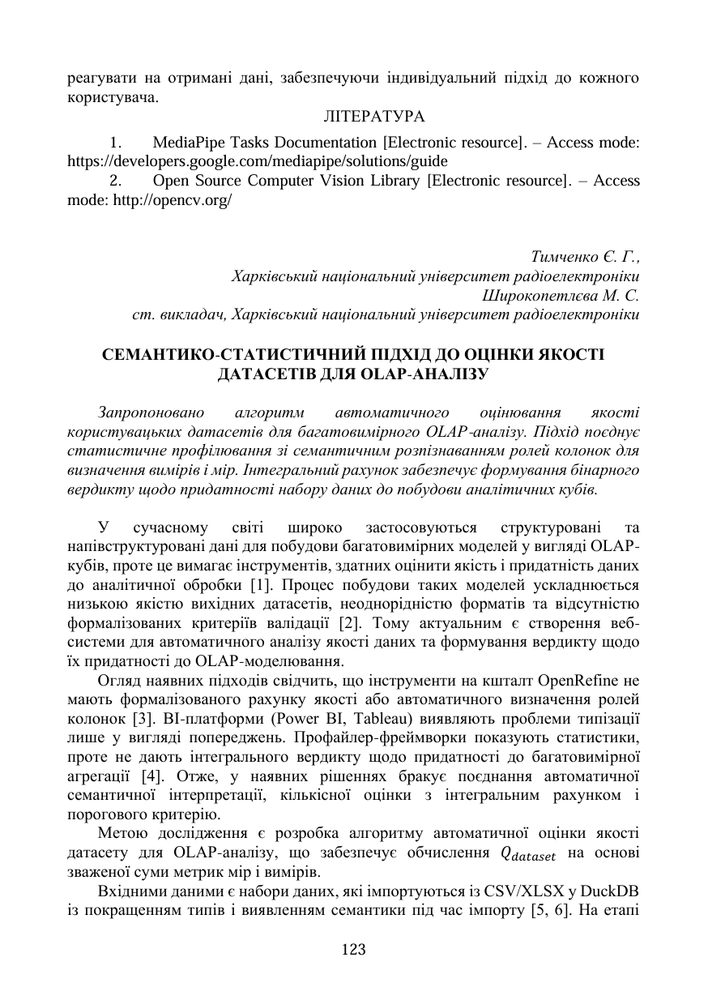 реагувати на отримані дані, забезпечуючи індивідуальний підхід до кожного
користувача.
ЛІТЕРАТУРА
1. MediaPipe Tasks Documentation [Electronic resource]. – Access mode:
https://developers.google.com/mediapipe/solutions/guide
2. Open Source Computer Vision Library [Electronic resource]. – Access
mode: http://opencv.org/
Тимченко Є. Г.,
Харківський національний університет радіоелектроніки
Широкопетлєва М. С.
ст. викладач, Харківський національний університет радіоелектроніки
СЕМАНТИКО-СТАТИСТИЧНИЙ ПІДХІД ДО ОЦІНКИ ЯКОСТІ
ДАТАСЕТІВ ДЛЯ OLAP-АНАЛІЗУ
Запропоновано алгоритм автоматичного оцінювання якості
користувацьких датасетів для багатовимірного OLAP-аналізу. Підхід поєднує
статистичне профілювання зі семантичним розпізнаванням ролей колонок для
визначення вимірів і мір. Інтегральний рахунок забезпечує формування бінарного
вердикту щодо придатності набору даних до побудови аналітичних кубів.
У сучасному світі широко застосовуються структуровані та
напівструктуровані дані для побудови багатовимірних моделей у вигляді OLAP-
кубів, проте це вимагає інструментів, здатних оцінити якість і придатність даних
до аналітичної обробки [1]. Процес побудови таких моделей ускладнюється
низькою якістю вихідних датасетів, неоднорідністю форматів та відсутністю
формалізованих критеріїв валідації [2]. Тому актуальним є створення веб-
системи для автоматичного аналізу якості даних та формування вердикту щодо
їх придатності до OLAP-моделювання.
Огляд наявних підходів свідчить, що інструменти на кшталт OpenRefine не
мають формалізованого рахунку якості або автоматичного визначення ролей
колонок [3]. BI-платформи (Power BI, Tableau) виявляють проблеми типізації
лише у вигляді попереджень. Профайлер-фреймворки показують статистики,
проте не дають інтегрального вердикту щодо придатності до багатовимірної
агрегації [4]. Отже, у наявних рішеннях бракує поєднання автоматичної
семантичної інтерпретації, кількісної оцінки з інтегральним рахунком і
порогового критерію.
Метою дослідження є розробка алгоритму автоматичної оцінки якості
датасету для OLAP-аналізу, що забезпечує обчислення Q_dataset на основі
зваженої суми метрик мір і вимірів.
Вхідними даними є набори даних, які імпортуються із CSV/XLSX у DuckDB
із покращенням типів і виявленням семантики під час імпорту [5, 6]. На етапі
123